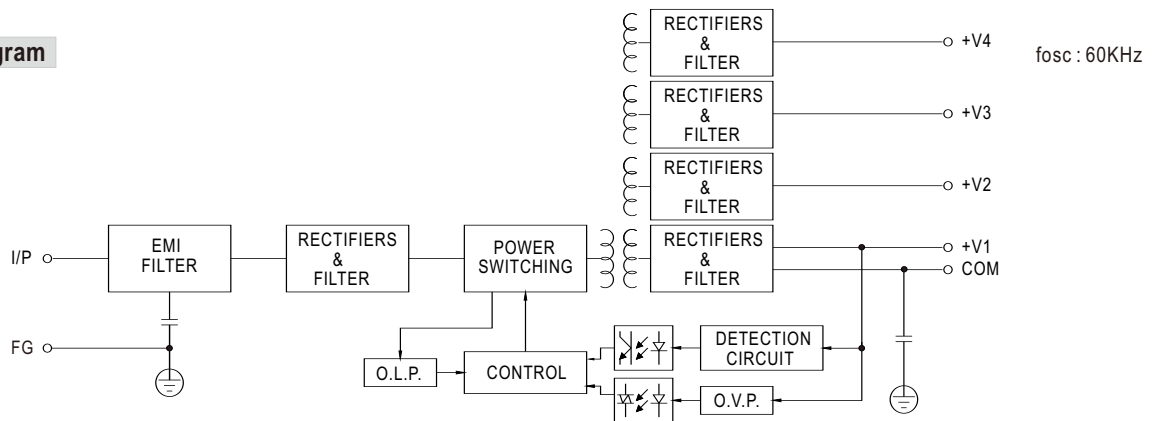 gram
RECTIFIERS
&
FILTER
+V4
fosc : 60KHz
RECTIFIERS
&
FILTER
+V3
RECTIFIERS
&
FILTER
+V2
I/P
EMI
FILTER
RECTIFIERS
&
FILTER
POWER
SWITCHING
RECTIFIERS
&
FILTER
+V1
COM
FG
O.L.P.
CONTROL
DETECTION
CIRCUIT
O.V.P.